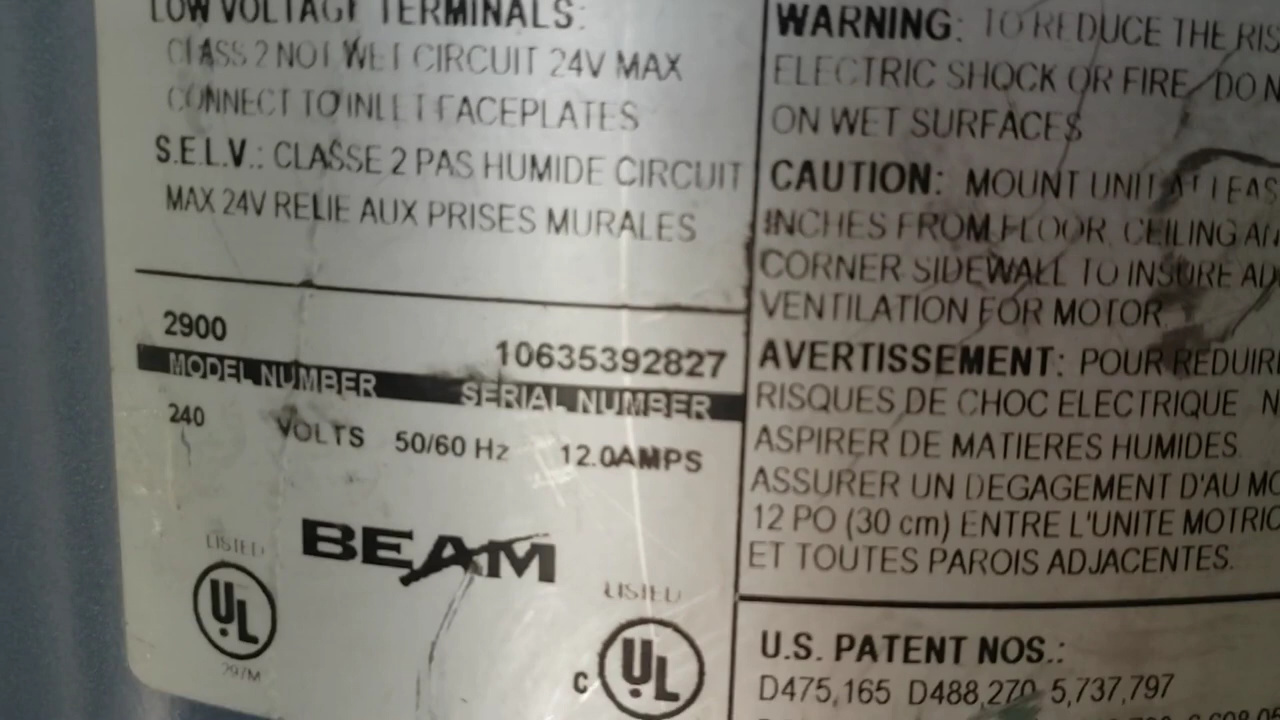 LOW VOLTAGE TERMINALS:
CLASS 2 NOT WET CIRCUIT 24V MAX
CONNECT TO INLET FACEPLATES
S.E.L.V.: CLASSE 2 PAS HUMIDE CIRCUIT
MAX 24V RELIE AUX PRISES MURALES
2900
10635392827
MODEL NUMBER
SERIAL NUMBER
240 VOLTS 50/60 Hz 12.0AMPS
LISTED
UL
297M
BEAM
LISTED
C UL
WARNING: TO REDUCE THE RIS
ELECTRIC SHOCK OR FIRE, DO N
ON WET SURFACES
CAUTION: MOUNT UNIT AT LEAS
INCHES FROM FLOOR, CEILING AN
CORNER SIDEWALL TO INSURE AD
VENTILATION FOR MOTOR.
AVERTISSEMENT: POUR REDUIRE
RISQUES DE CHOC ELECTRIQUE N
ASPIRER DE MATIERES HUMIDES.
ASSURER UN DEGAGEMENT D'AU MO
12 PO (30 cm) ENTRE L'UNITE MOTRIC
ET TOUTES PAROIS ADJACENTES.
U.S. PATENT NOS.:
D475,165 D488,270 5,737,797